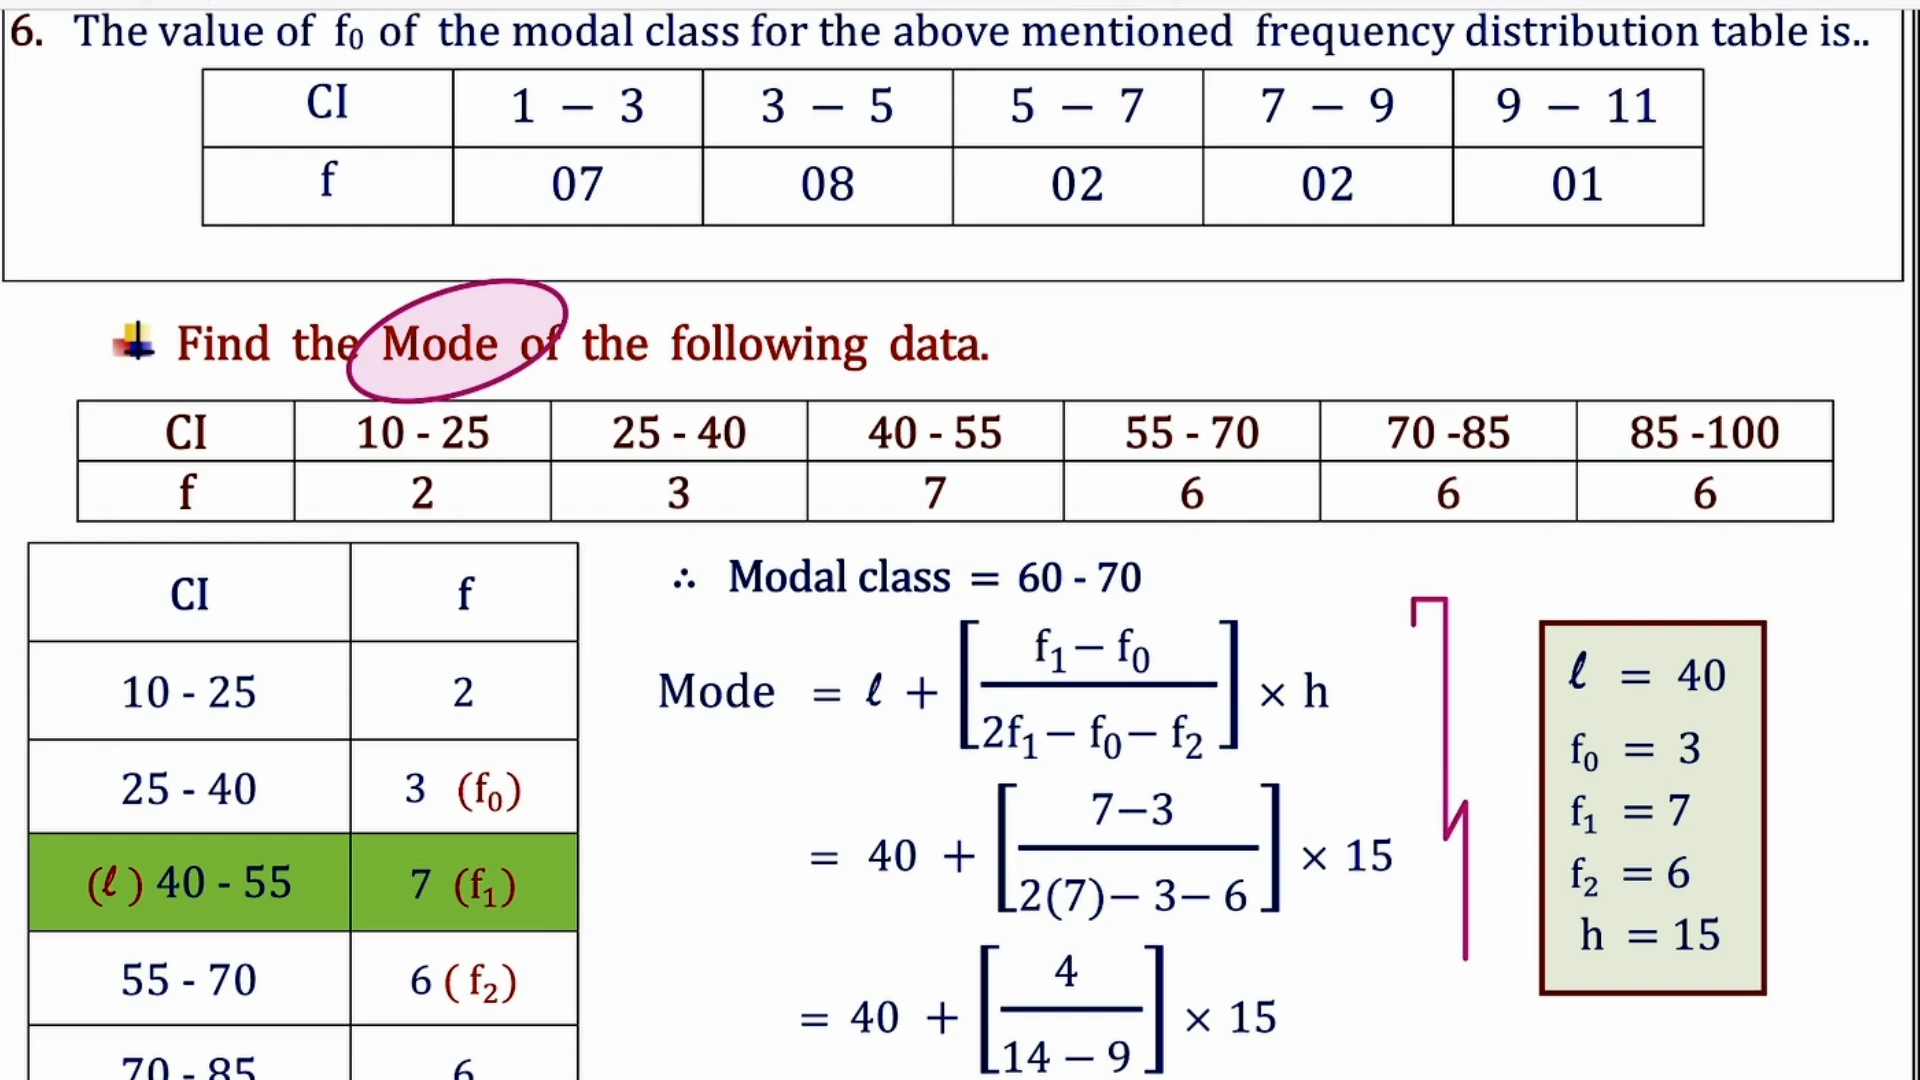 6. The value of f₀ of the modal class for the above mentioned frequency distribution table is..
CI 1 – 3 3 – 5 5 – 7 7 – 9 9 – 11
f 07 08 02 02 01
Find the Mode of the following data.
CI 10 - 25 25 - 40 40 - 55 55 - 70 70 -85 85 -100
f 2 3 7 6 6 6
CI f
10 - 25 2
25 - 40 3 (f₀)
(ℓ) 40 - 55 7 (f₁)
55 - 70 6 ( f₂)
70 - 85 6
∴ Modal class = 60 - 70
Mode = ℓ + [ f₁ – f₀ / 2f₁ – f₀ – f₂ ] × h
= 40 + [ 7–3 / 2(7)– 3– 6 ] × 15
= 40 + [ 4 / 14 – 9 ] × 15
ℓ = 40
f₀ = 3
f₁ = 7
f₂ = 6
h = 15